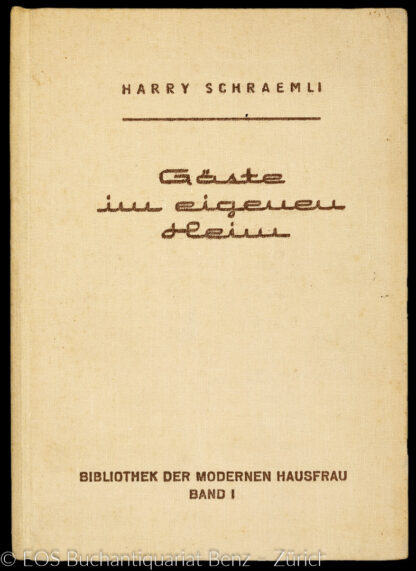 HARRY SCHRAEMLI
Gäste
im eigenen
Heim
BIBLIOTHEK DER MODERNEN HAUSFRAU
BAND I
© EOS Buchantiquariat Benz - Zürich